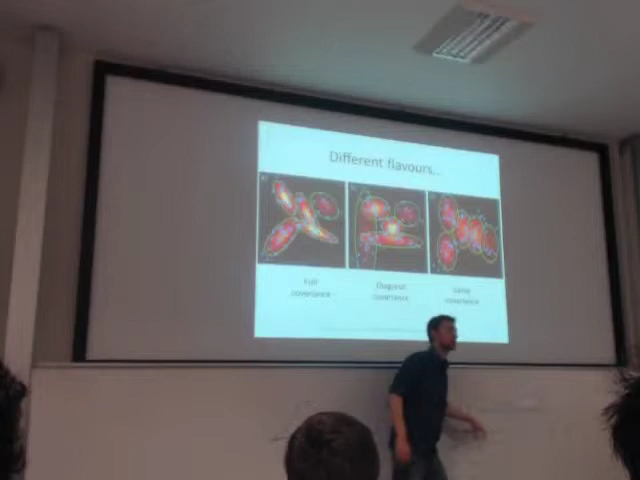 Different flavours...
Full
covariance
Diagonal
covariance
Same
covariance